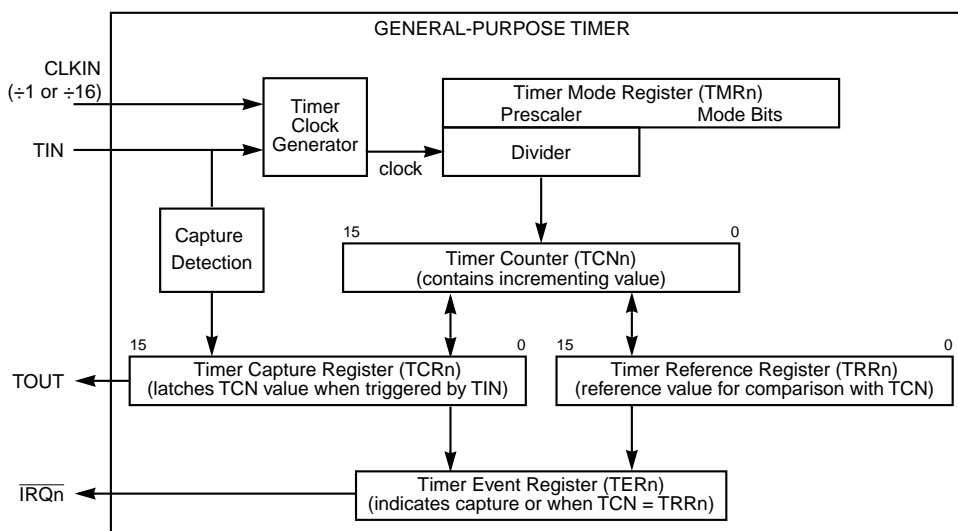 GENERAL-PURPOSE TIMER
CLKIN
(÷1 or ÷16)
TIN
Timer
Clock
Generator
clock
Timer Mode Register (TMRn)
Prescaler Mode Bits
Divider
Capture
Detection
15 0
Timer Counter (TCNn)
(contains incrementing value)
15 0
Timer Capture Register (TCRn)
(latches TCN value when triggered by TIN)
15 0
Timer Reference Register (TRRn)
(reference value for comparison with TCN)
TOUT
Timer Event Register (TERn)
(indicates capture or when TCN = TRRn)
IRQn